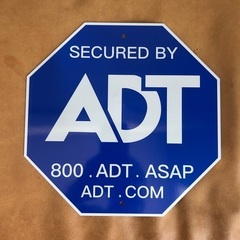 SECURED BY
ADT
800 . ADT . ASAP
ADT . COM